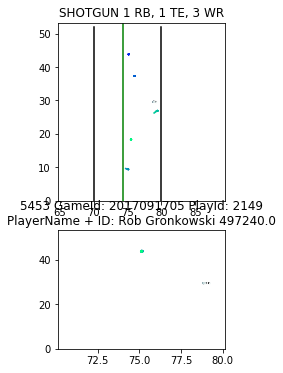 SHOTGUN 1 RB, 1 TE, 3 WR
50
40
30
20
10
0
65 70 75 80 85
5453 GameId: 2017091705 PlayId: 2149
PlayerName + ID: Rob Gronkowski 497240.0
40
20
0
72.5 75.0 77.5 80.0